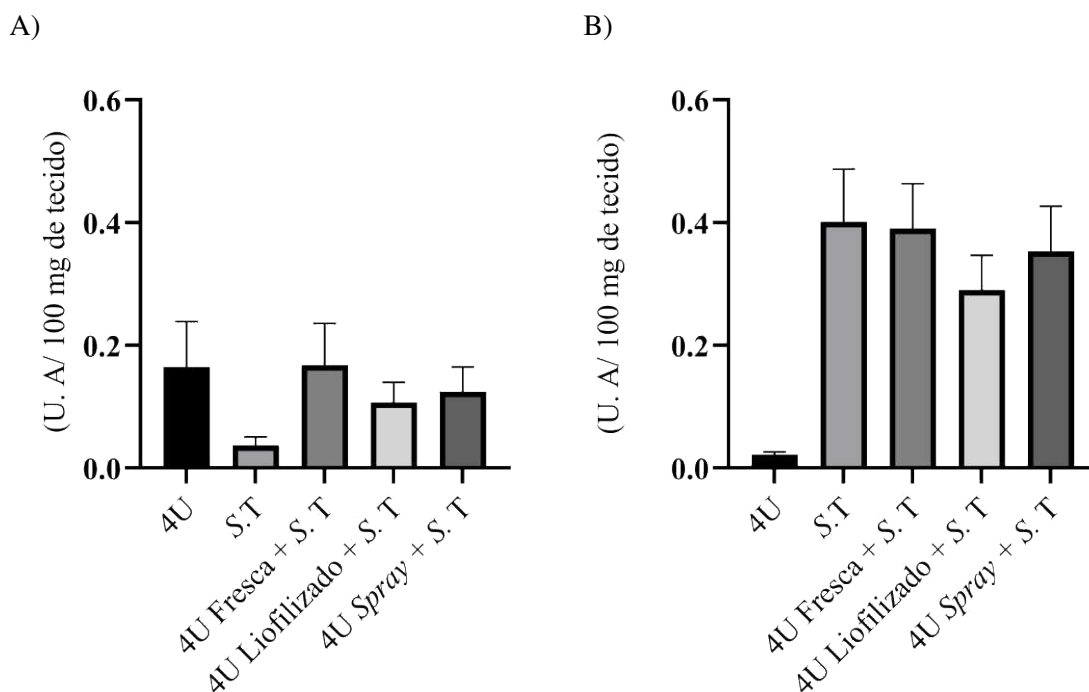 A)
B)
(U. A/ 100 mg de tecido)
0.6
0.4
0.2
0.0
4U
S.T
4U Fresca + S. T
4U Liofilizado + S. T
4U Spray + S. T
(U. A/ 100 mg de tecido)
0.6
0.4
0.2
0.0
4U
S.T
4U Fresca + S. T
4U Liofilizado + S. T
4U Spray + S. T